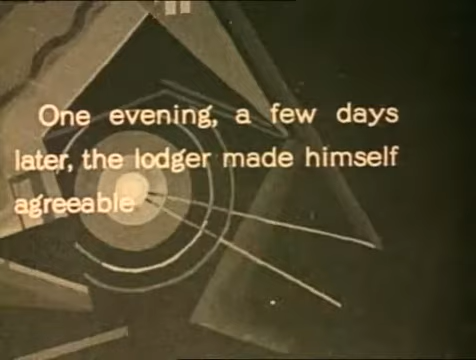 One evening, a few days
later, the lodger made himself
agreeable